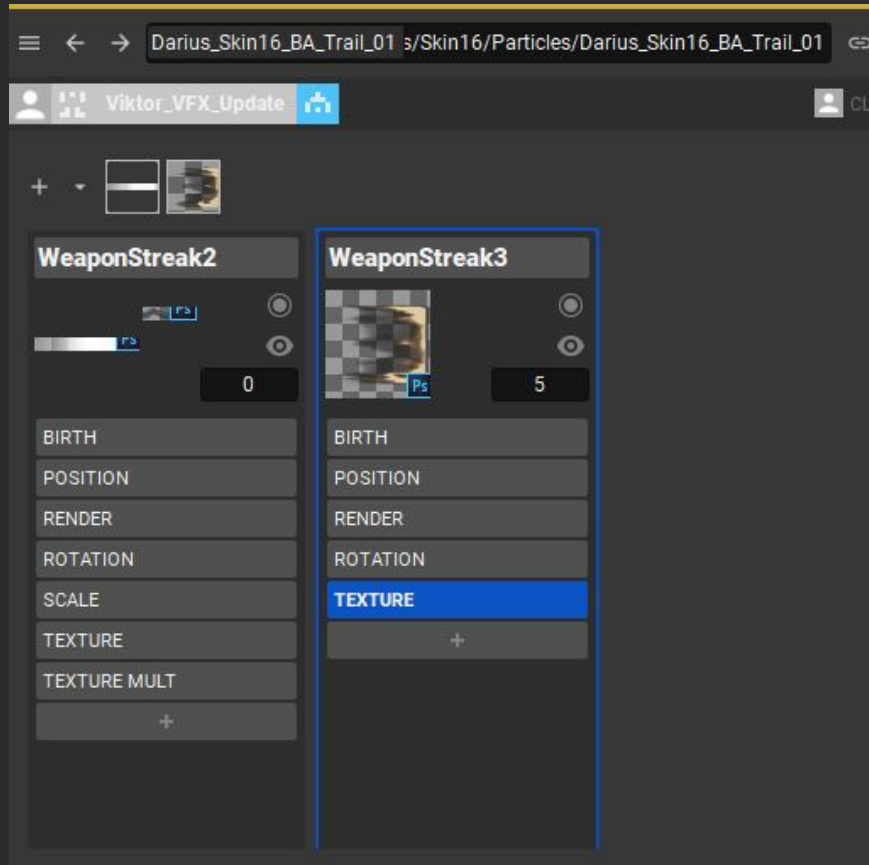 Darius_Skin16_BA_Trail_01 s/Skin16/Particles/Darius_Skin16_BA_Trail_01
Viktor_VFX_Update CL
WeaponStreak2
Ps
Ps
0
BIRTH
POSITION
RENDER
ROTATION
SCALE
TEXTURE
TEXTURE MULT
+
WeaponStreak3
Ps
5
BIRTH
POSITION
RENDER
ROTATION
TEXTURE
+